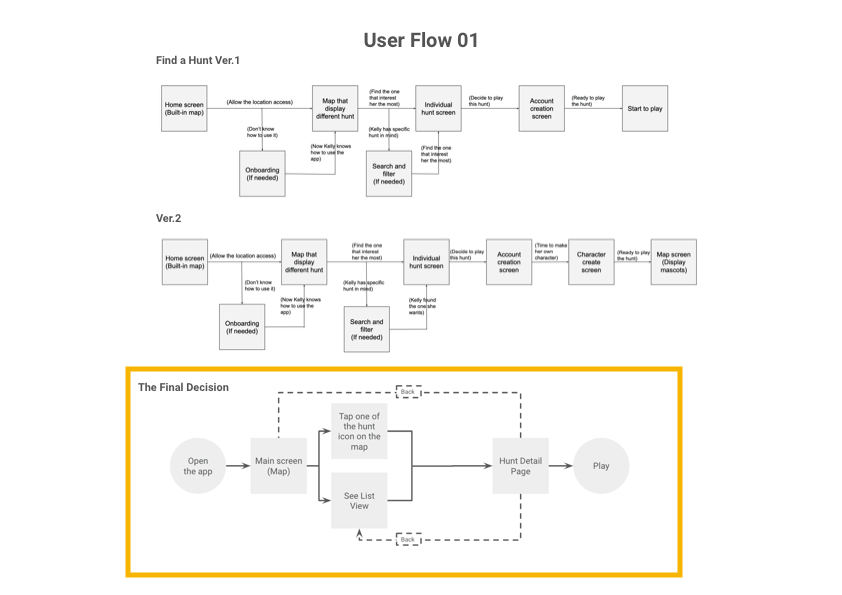 User Flow 01
Find a Hunt Ver.1
Home screen
(Built-in map)
(Allow the location access)
(Don't know
how to use it)
Onboarding
(If needed)
(Now Kelly knows
how to use the
app)
Map that
display
different hunt
(Find the one
that interest
her the most)
(Kelly has specific
hunt in mind)
Search and
filter
(If needed)
(Find the one
that interest
her the most)
Individual
hunt screen
(Decide to play
this hunt)
Account
creation
screen
(Ready to play
the hunt)
Start to play
Ver.2
Home screen
(Built-in map)
(Allow the location access)
(Don't know
how to use it)
Onboarding
(If needed)
(Now Kelly knows
how to use the
app)
Map that
display
different hunt
(Find the one
that interest
her the most)
(Kelly has specific
hunt in mind)
Search and
filter
(If needed)
(Kelly found
the one she
wants)
Individual
hunt screen
(Decide to play
this hunt)
Account
creation
screen
(Time to make
her own
character)
Character
create
screen
(Ready to play
the hunt)
Map screen
(Display
mascots)
The Final Decision
Back
Open
the app
Main screen
(Map)
Tap one of
the hunt
icon on the
map
See List
View
Hunt Detail
Page
Play
Back